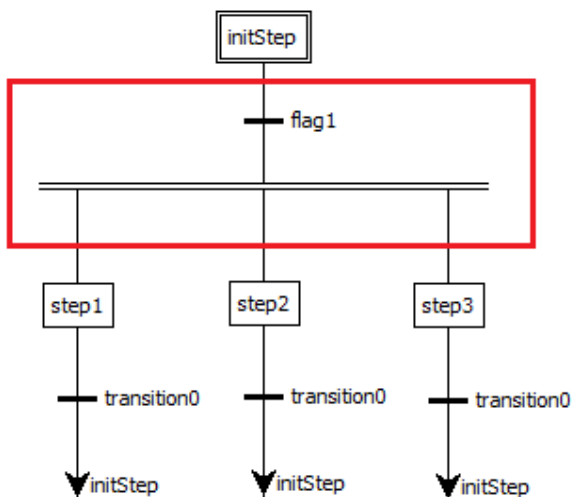 initStep
flag1
step1
step2
step3
transition0
transition0
transition0
initStep
initStep
initStep